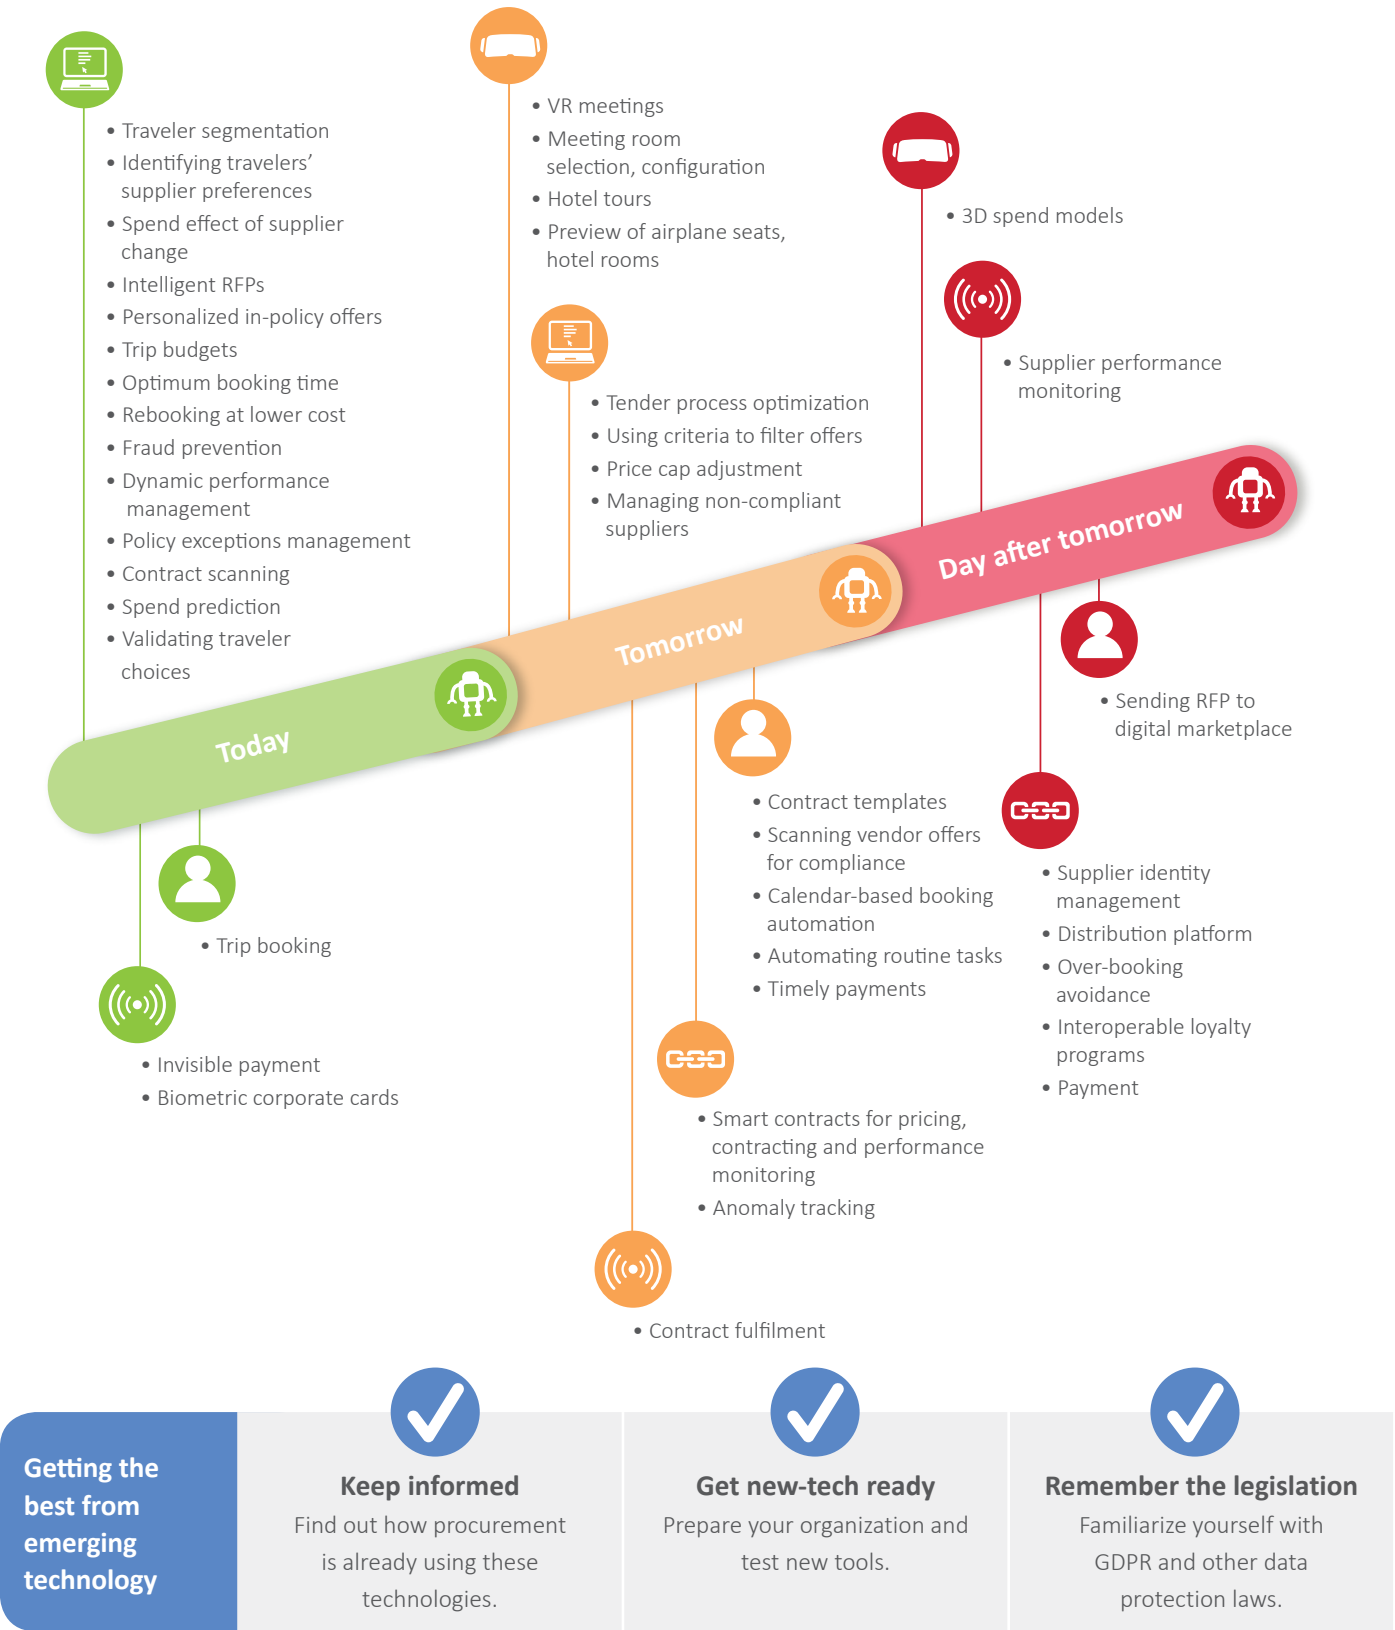 • Traveler segmentation
• Identifying travelers’
supplier preferences
• Spend effect of supplier
change
• Intelligent RFPs
• Personalized in-policy offers
• Trip budgets
• Optimum booking time
• Rebooking at lower cost
• Fraud prevention
• Dynamic performance
management
• Policy exceptions management
• Contract scanning
• Spend prediction
• Validating traveler
choices
• VR meetings
• Meeting room
selection, configuration
• Hotel tours
• Preview of airplane seats,
hotel rooms
• Tender process optimization
• Using criteria to filter offers
• Price cap adjustment
• Managing non-compliant
suppliers
• 3D spend models
• Supplier performance
monitoring
Today
Tomorrow
Day after tomorrow
• Trip booking
• Invisible payment
• Biometric corporate cards
• Contract templates
• Scanning vendor offers
for compliance
• Calendar-based booking
automation
• Automating routine tasks
• Timely payments
• Smart contracts for pricing,
contracting and performance
monitoring
• Anomaly tracking
• Contract fulfilment
• Sending RFP to
digital marketplace
• Supplier identity
management
• Distribution platform
• Over-booking
avoidance
• Interoperable loyalty
programs
• Payment
Getting the
best from
emerging
technology
Keep informed
Find out how procurement
is already using these
technologies.
Get new-tech ready
Prepare your organization and
test new tools.
Remember the legislation
Familiarize yourself with
GDPR and other data
protection laws.